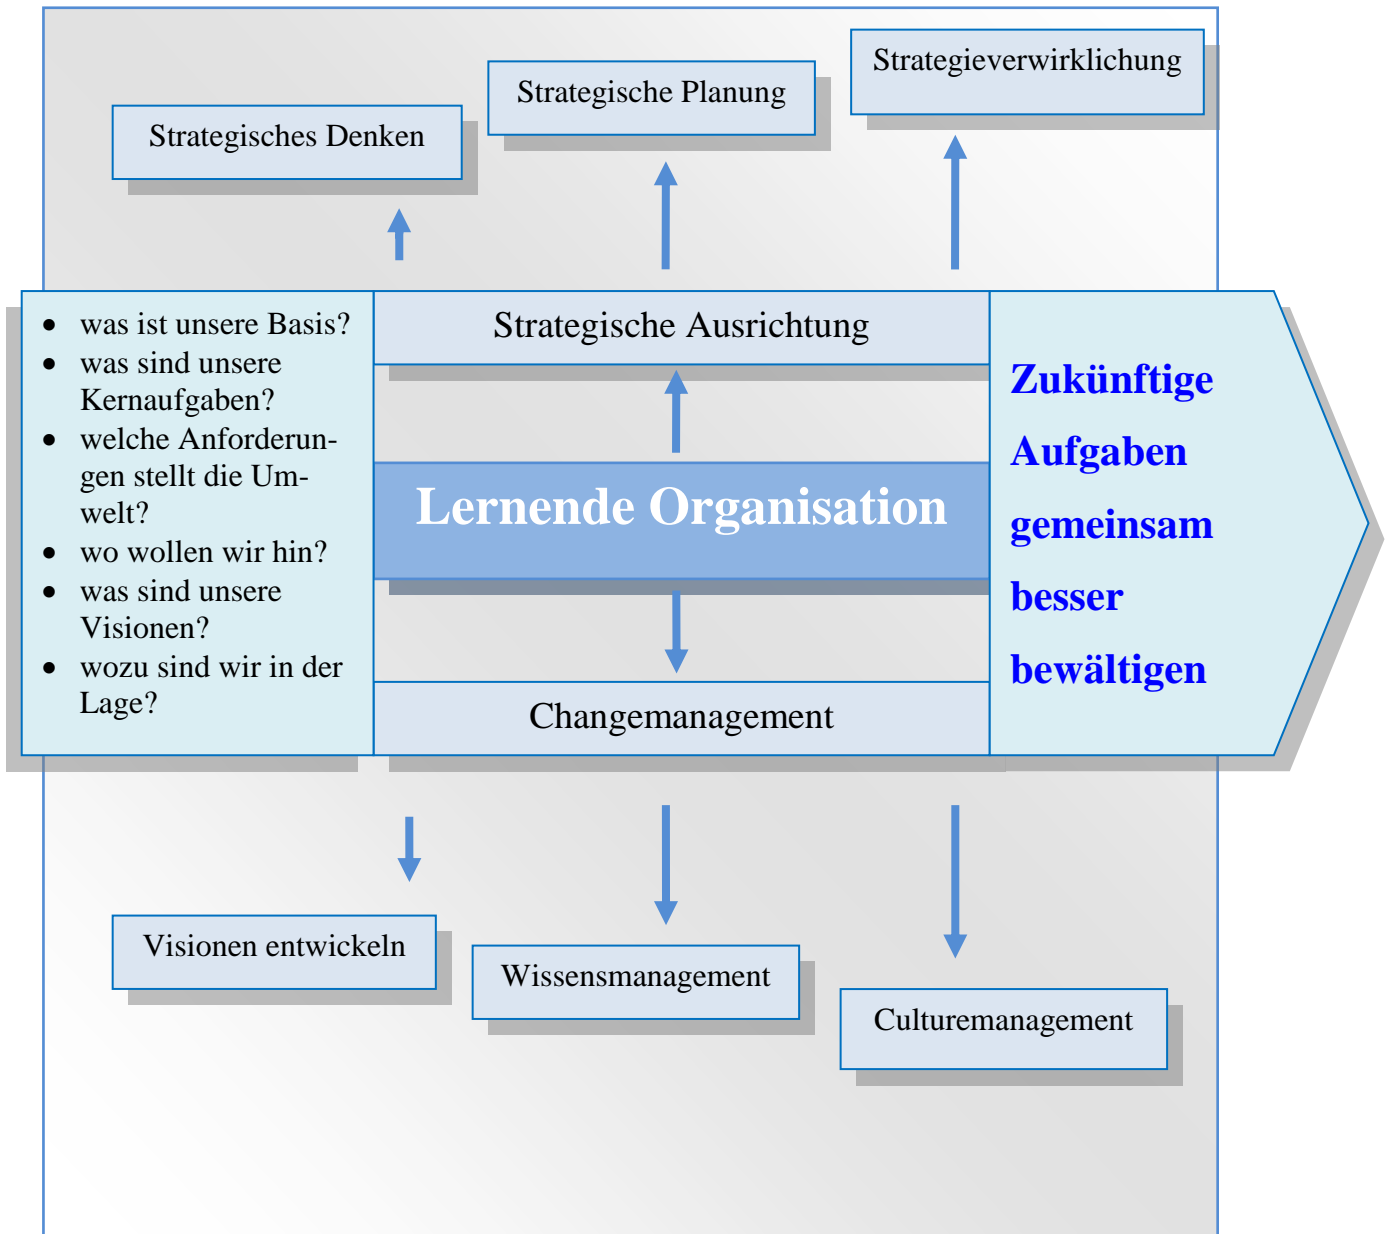 Strategieverwirklichung
Strategische Planung
Strategisches Denken
• was ist unsere Basis?
• was sind unsere
Kernaufgaben?
• welche Anforderun-
gen stellt die Um-
welt?
• wo wollen wir hin?
• was sind unsere
Visionen?
• wozu sind wir in der
Lage?
Strategische Ausrichtung
Lernende Organisation
Changemanagement
Zukünftige
Aufgaben
gemeinsam
besser
bewältigen
Visionen entwickeln
Wissensmanagement
Culturemanagement